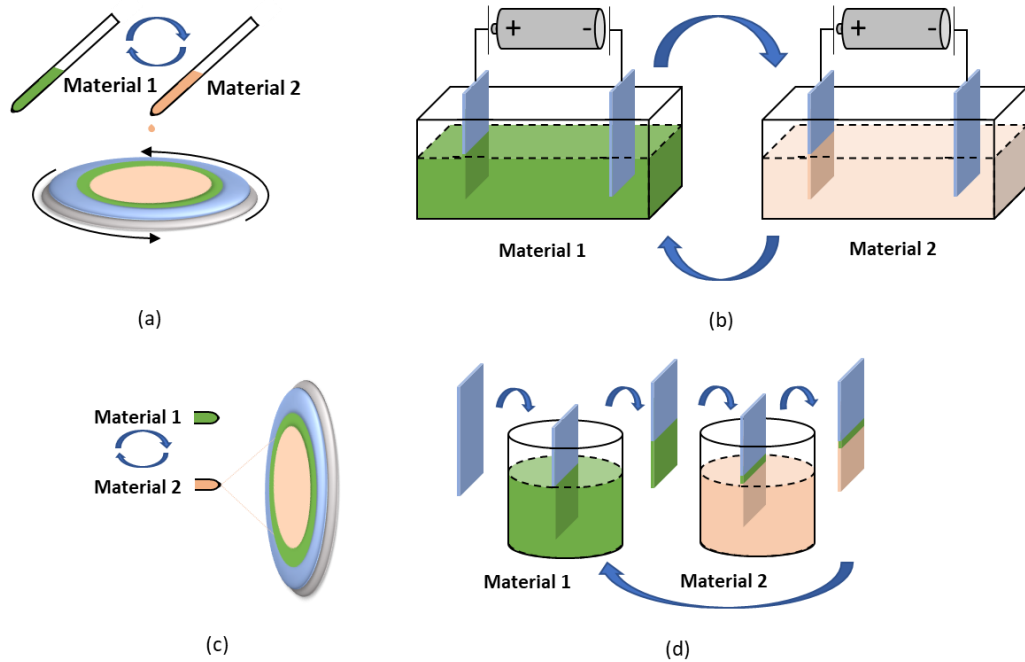 Material 1
Material 2
(a)
+ -
+ -
Material 1
Material 2
(b)
Material 1
Material 2
(c)
Material 1
Material 2
(d)